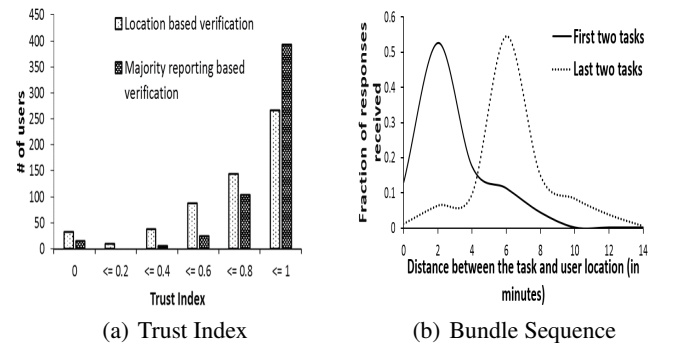 450
400
350
300
250
200
150
100
50
0
# of users
Location based verification
Majority reporting based
verification
0 <= 0.2 <= 0.4 <= 0.6 <= 0.8 <= 1
Trust Index
(a) Trust Index
0.6
0.5
0.4
0.3
0.2
0.1
0
Fraction of responses
received
First two tasks
Last two tasks
0 2 4 6 8 10 12 14
Distance between the task and user location (in
minutes)
(b) Bundle Sequence